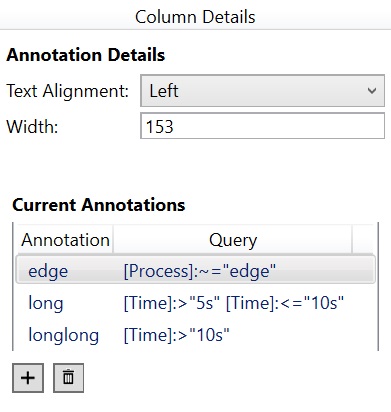 Column Details
Annotation Details
Text Alignment: Left
Width: 153
Current Annotations
Annotation Query
edge [Process]:~="edge"
long [Time]:>"5s" [Time]:<="10s"
longlong [Time]:>"10s"